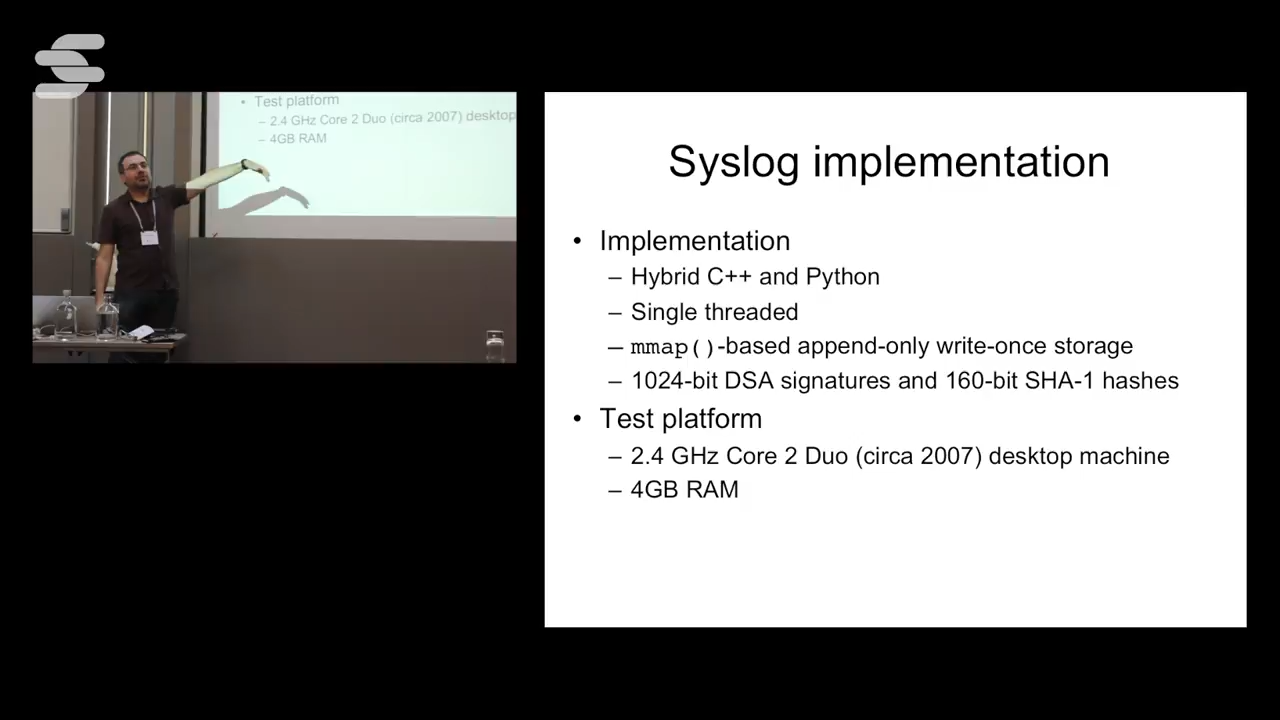 • Test platform
– 2.4 GHz Core 2 Duo (circa 2007) desktop
– 4GB RAM
Syslog implementation
• Implementation
– Hybrid C++ and Python
– Single threaded
– mmap()-based append-only write-once storage
– 1024-bit DSA signatures and 160-bit SHA-1 hashes
• Test platform
– 2.4 GHz Core 2 Duo (circa 2007) desktop machine
– 4GB RAM